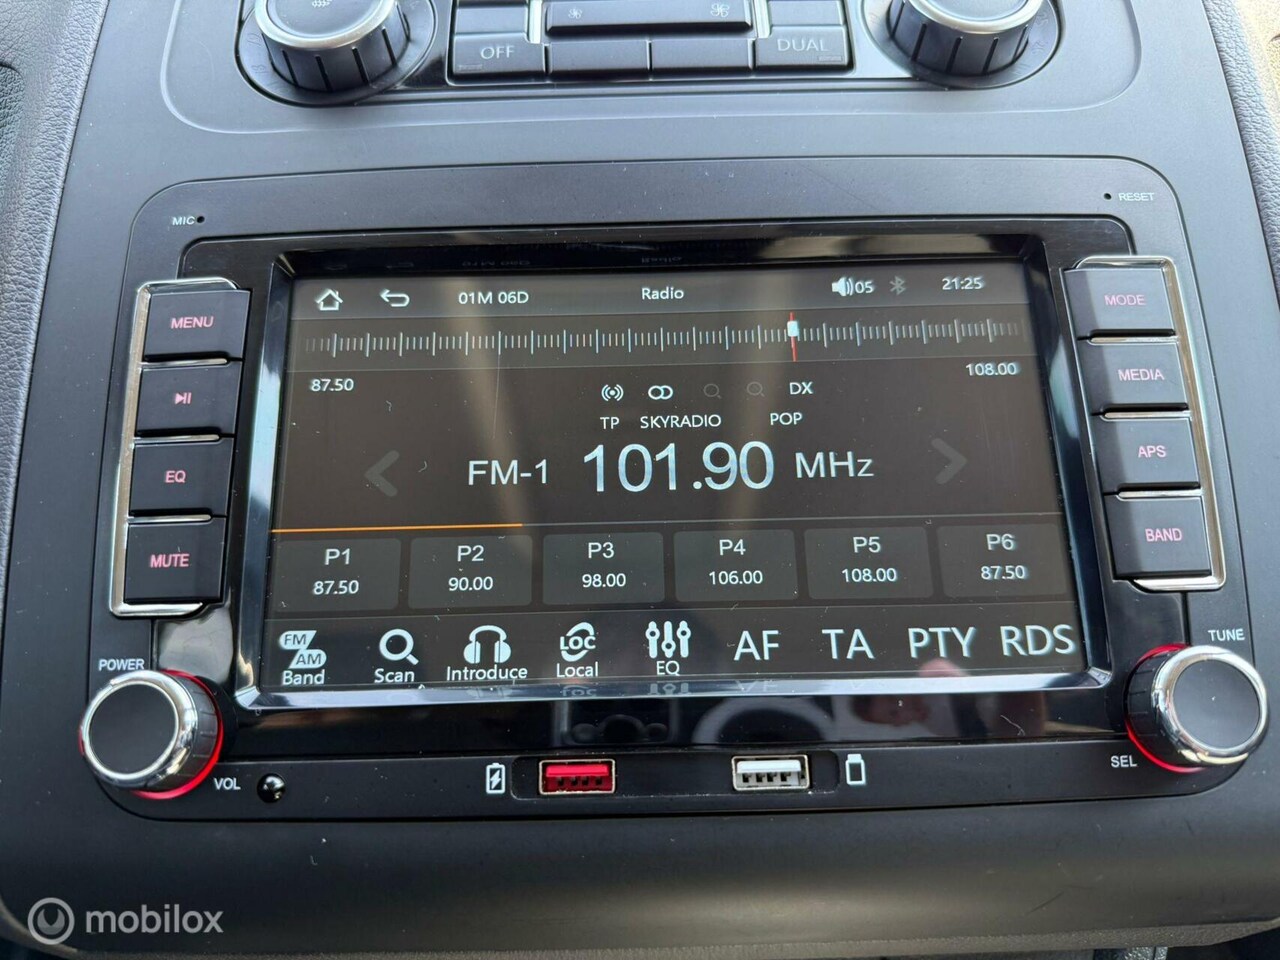 OFF
DUAL
MIC
RESET
01M 06D
Radio
05
21:25
87.50
108.00
DX
TP SKYRADIO POP
FM-1 101.90 MHz
P1 P2 P3 P4 P5 P6
87.50 90.00 98.00 106.00 108.00 87.50
FM AM Band
Scan
Introduce
LOC Local
EQ
AF
TA
PTY
RDS
MENU
EQ
MUTE
MODE
MEDIA
APS
BAND
POWER
VOL
TUNE
SEL
mobilox